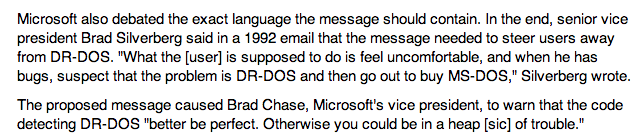 Microsoft also debated the exact language the message should contain. In the end, senior vice
president Brad Silverberg said in a 1992 email that the message needed to steer users away
from DR-DOS. "What the [user] is supposed to do is feel uncomfortable, and when he has
bugs, suspect that the problem is DR-DOS and then go out to buy MS-DOS," Silverberg wrote.
The proposed message caused Brad Chase, Microsoft's vice president, to warn that the code
detecting DR-DOS "better be perfect. Otherwise you could be in a heap [sic] of trouble."